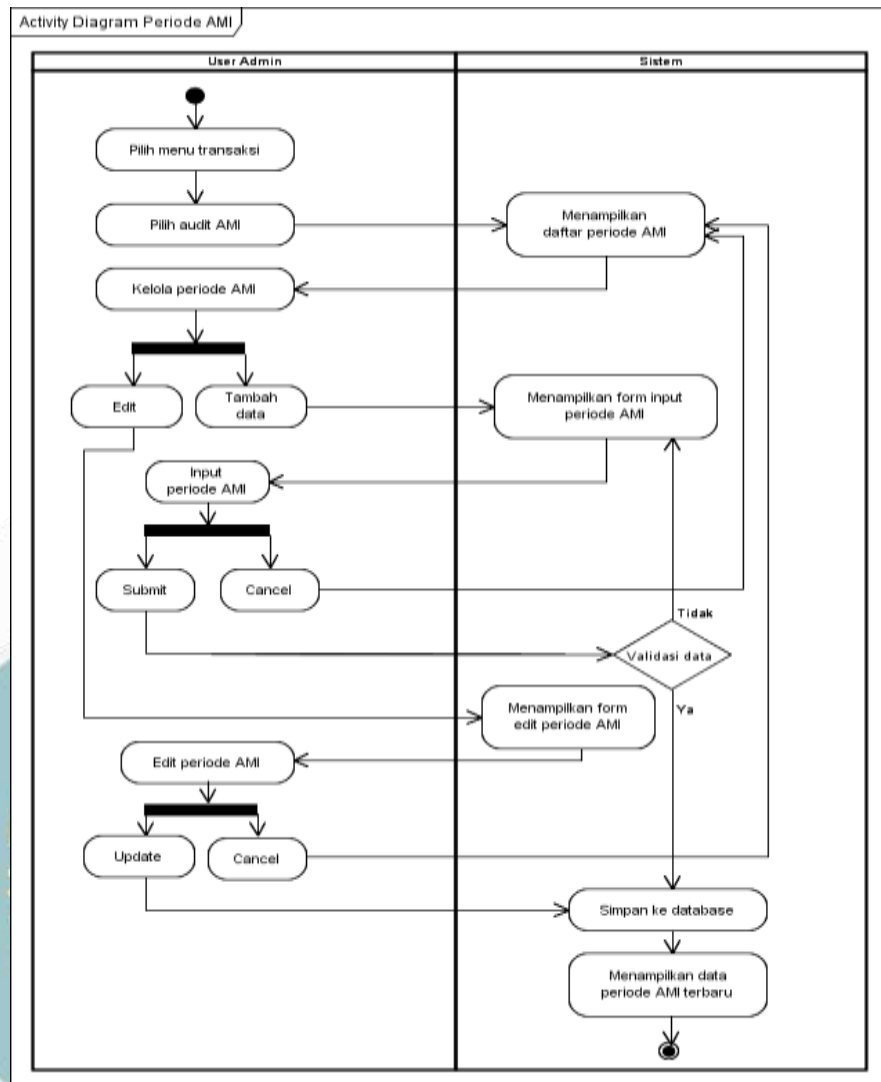 Activity Diagram Periode AMI
User Admin
Sistem
Pilih menu transaksi
Pilih audit AMI
Menampilkan
daftar periode AMI
Kelola periode AMI
Edit
Tambah
data
Menampilkan form input
periode AMI
Input
periode AMI
Submit
Cancel
Tidak
Validasi data
Ya
Menampilkan form
edit periode AMI
Edit periode AMI
Update
Cancel
Simpan ke database
Menampilkan data
periode AMI terbaru